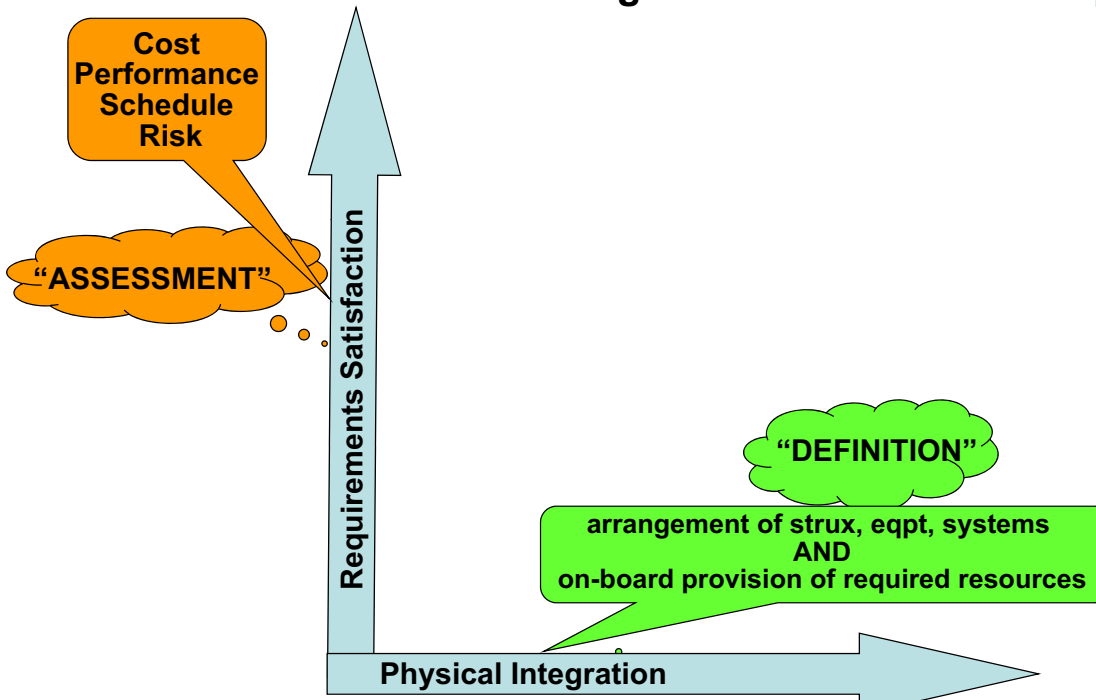 Cost
Performance
Schedule
Risk
“ASSESSMENT”
Requirements Satisfaction
“DEFINITION”
arrangement of strux, eqpt, systems
AND
on-board provision of required resources
Physical Integration